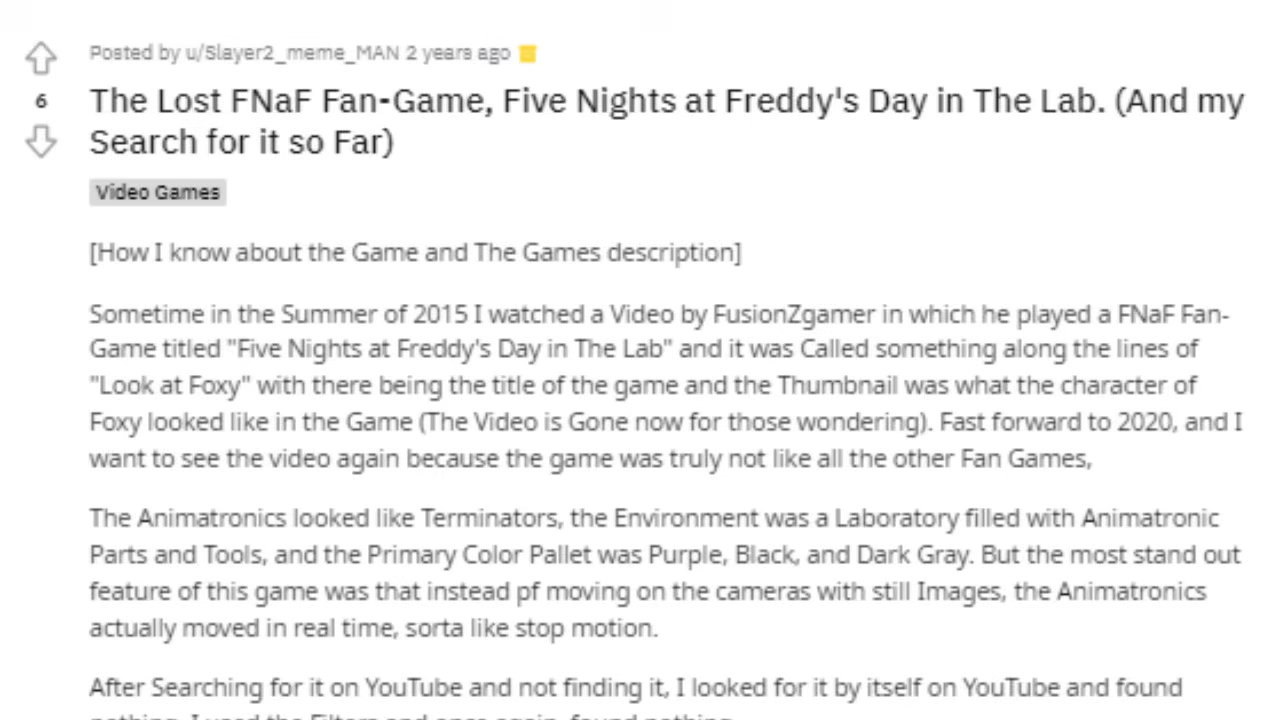 Posted by u/Slayer2_meme_MAN 2 years ago
6
The Lost FNaF Fan-Game, Five Nights at Freddy's Day in The Lab. (And my
Search for it so Far)
Video Games
[How I know about the Game and The Games description]
Sometime in the Summer of 2015 I watched a Video by FusionZgamer in which he played a FNaF Fan-
Game titled "Five Nights at Freddy's Day in The Lab" and it was Called something along the lines of
"Look at Foxy" with there being the title of the game and the Thumbnail was what the character of
Foxy looked like in the Game (The Video is Gone now for those wondering). Fast forward to 2020, and I
want to see the video again because the game was truly not like all the other Fan Games,
The Animatronics looked like Terminators, the Environment was a Laboratory filled with Animatronic
Parts and Tools, and the Primary Color Pallet was Purple, Black, and Dark Gray. But the most stand out
feature of this game was that instead pf moving on the cameras with still Images, the Animatronics
actually moved in real time, sorta like stop motion.
After Searching for it on YouTube and not finding it, I looked for it by itself on YouTube and found
nothing. I used the Filters and once again, found nothing.